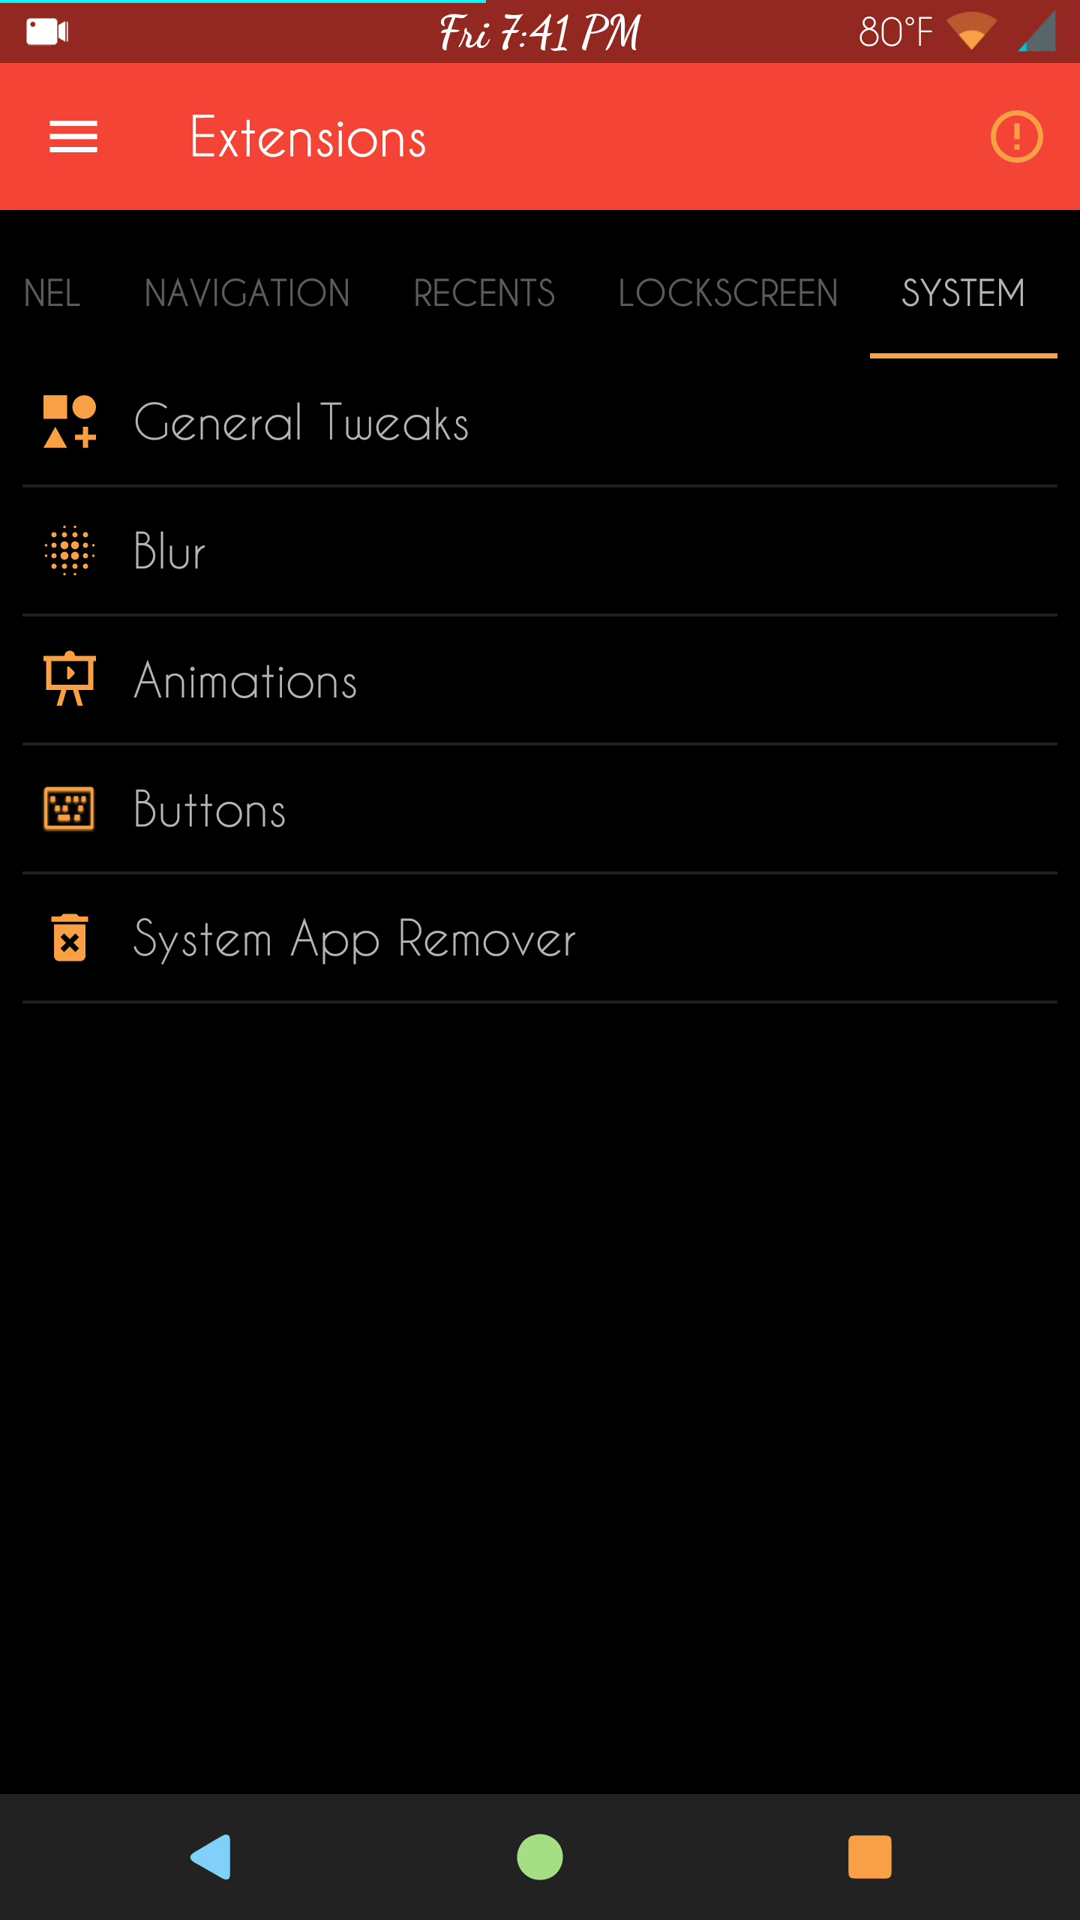 Fri 7:41 PM 80°F
Extensions
NEL NAVIGATION RECENTS LOCKSCREEN SYSTEM
General Tweaks
Blur
Animations
Buttons
System App Remover